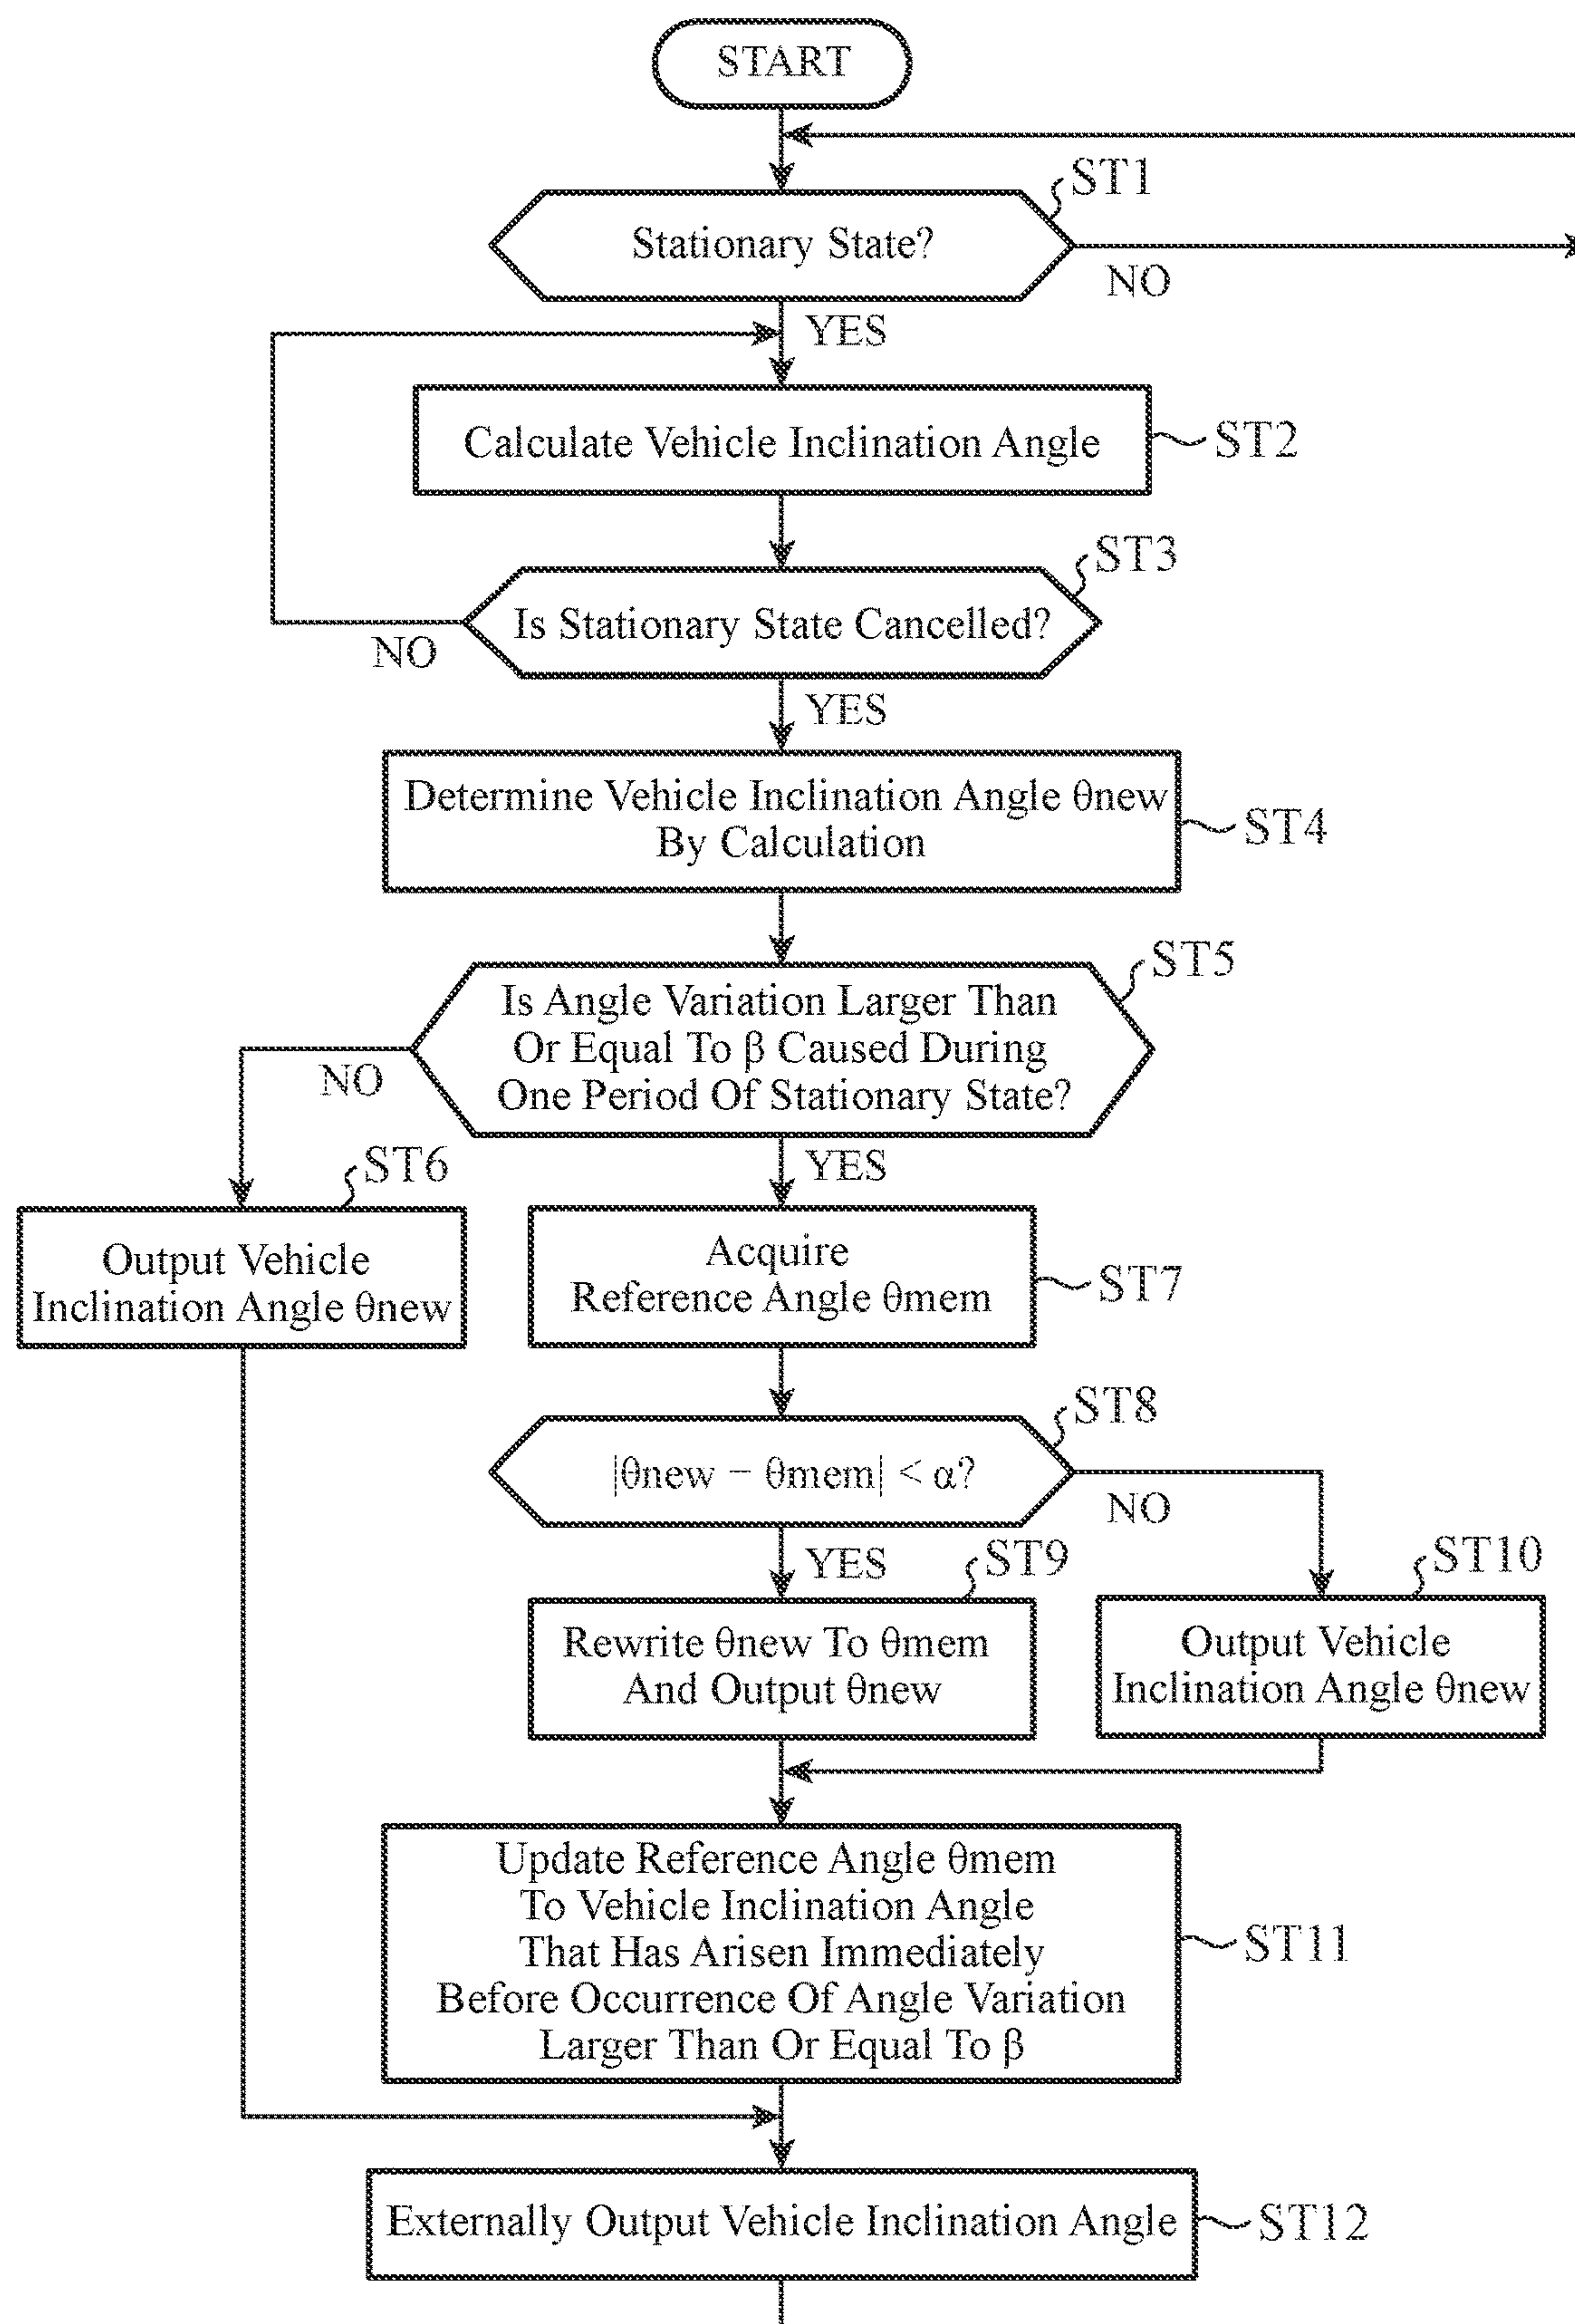 START
ST1
Stationary State?
NO
YES
Calculate Vehicle Inclination Angle
ST2
ST3
Is Stationary State Cancelled?
NO
YES
Determine Vehicle Inclination Angle θnew
By Calculation
ST4
ST5
Is Angle Variation Larger Than
Or Equal To β Caused During
One Period Of Stationary State?
NO
YES
ST6
Output Vehicle
Inclination Angle θnew
Acquire
Reference Angle θmem
ST7
ST8
|θnew − θmem| < α?
NO
YES
ST9
Rewrite θnew To θmem
And Output θnew
ST10
Output Vehicle
Inclination Angle θnew
Update Reference Angle θmem
To Vehicle Inclination Angle
That Has Arisen Immediately
Before Occurrence Of Angle Variation
Larger Than Or Equal To β
ST11
Externally Output Vehicle Inclination Angle
ST12